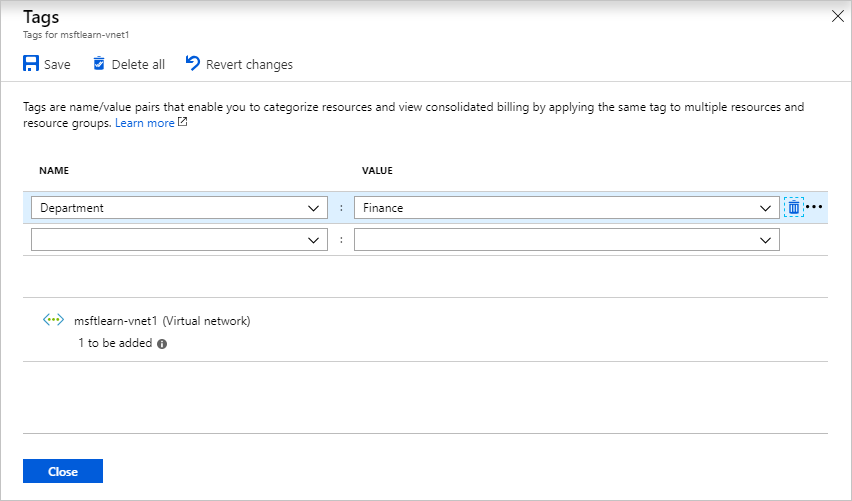 Tags
Tags for msftlearn-vnet1
Save Delete all Revert changes
Tags are name/value pairs that enable you to categorize resources and view consolidated billing by applying the same tag to multiple resources and
resource groups. Learn more
NAME VALUE
Department : Finance
:
msftlearn-vnet1 (Virtual network)
1 to be added
Close